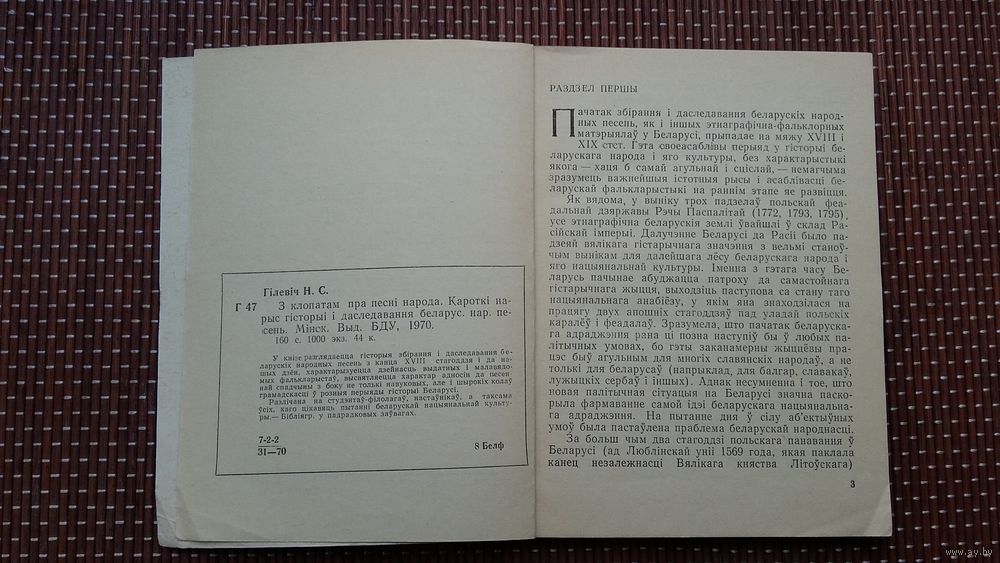 Гілевіч Н. С.
Г 47
З клопатам пра песні народа. Кароткі на-
рыс гісторыі і даследавання беларус. нар. пе-
сень. Мінск. Выд. БДУ, 1970.
160 с. 1000 экз. 44 к.
У кнізе разглядаецца гісторыя збірання і даследавання бе-
ларускіх народных песень з канца XVIII стагоддзя і да на-
шых дзён, характарызуецца дзейнасць выдатных і малавядо-
мых фалькларыстаў, высвятляецца характар адносін да песен-
най спадчыны з боку не толькі навуковых, але і шырокіх колаў
грамадскасці ў розныя перыяды гісторыі Беларусі.
Разлічана на студэнтаў-філолагаў, настаўнікаў, а таксама
ўсіх, каго цікавяць пытанні беларускай нацыянальнай культу-
ры.— Бібліягр. у падрадковых заўвагах.
7-2-2
31—70
8 Белф
РАЗДЗЕЛ ПЕРШЫ
Пачатак збірання і даследавання беларускіх народ-
ных песень, як і іншых этнаграфічна-фальклорных
матэрыялаў у Беларусі, прыпадае на мяжу XVIII і
XIX стст. Гэта своеасаблівы перыяд у гісторыі бе-
ларускага народа і яго культуры, без характарыстыкі
якога — хаця б самай агульнай і сціслай, — немагчыма
зразумець важнейшыя істотныя рысы і асаблівасці бе-
ларускай фалькларыстыкі на раннім этапе яе развіцця.
Як вядома, у выніку трох падзелаў польскай феа-
дальнай дзяржавы Рэчы Паспалітай (1772, 1793, 1795)
усе этнаграфічна беларускія землі ўвайшлі ў склад Ра-
сійскай імперыі. Далучэнне Беларусі да Расіі было па-
дзеяй вялікага гістарычнага значэння з вельмі станоў-
чым вынікам для далейшага лёсу беларускага народа і
яго нацыянальнай культуры. Іменна з гэтага часу Бе-
ларусь пачынае абуджацца патроху да самастойнага
гістарычнага жыцця, выходзіць паступова са стану таго
нацыянальнага анабіёзу, у якім яна знаходзілася на
працягу двух апошніх стагоддзяў пад уладай польскіх
каралёў і феадалаў. Зразумела, што пачатак беларуска-
га адраджэння рана ці позна наступіў бы ў любых па-
літычных умовах, бо гэты заканамерны жыццёвы пра-
цэс быў агульным для многіх славянскіх народаў, а не
толькі для беларусаў (напрыклад, для балгар, славакаў,
лужыцкіх сербаў і іншых). Аднак несумненна і тое, што
новая палітычная сітуацыя на Беларусі значна паска-
рыла фармаванне самой ідэі беларускага нацыянальна-
га адраджэння. На пытанне дня ў сілу аб'ектыўных
умоў была пастаўлена праблема беларускай народнасці.
За больш чым два стагоддзі польскага панавання ў
Беларусі (ад Люблінскай уніі 1569 года, якая паклала
канец незалежнасці Вялікага княства Літоўскага)
3
www.ay.by